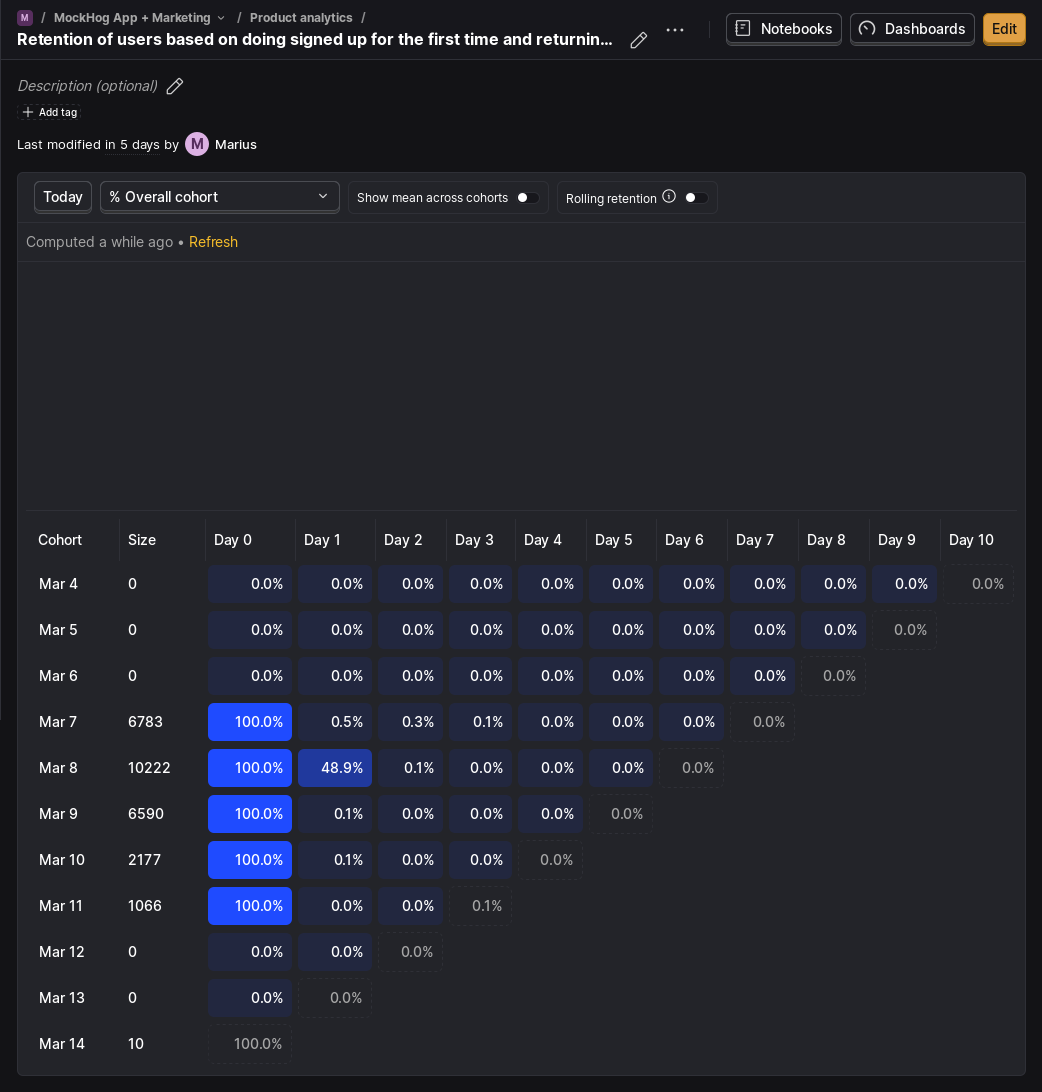 M / MockHog App + Marketing / Product analytics /
Retention of users based on doing signed up for the first time and returnin...
Notebooks
Dashboards
Edit
Description (optional)
Add tag
Last modified in 5 days by M Marius
Today
% Overall cohort
Show mean across cohorts
Rolling retention
Computed a while ago • Refresh
Cohort Size Day 0 Day 1 Day 2 Day 3 Day 4 Day 5 Day 6 Day 7 Day 8 Day 9 Day 10
Mar 4 0 0.0% 0.0% 0.0% 0.0% 0.0% 0.0% 0.0% 0.0% 0.0% 0.0% 0.0%
Mar 5 0 0.0% 0.0% 0.0% 0.0% 0.0% 0.0% 0.0% 0.0% 0.0% 0.0%
Mar 6 0 0.0% 0.0% 0.0% 0.0% 0.0% 0.0% 0.0% 0.0% 0.0%
Mar 7 6783 100.0% 0.5% 0.3% 0.1% 0.0% 0.0% 0.0% 0.0%
Mar 8 10222 100.0% 48.9% 0.1% 0.0% 0.0% 0.0% 0.0%
Mar 9 6590 100.0% 0.1% 0.0% 0.0% 0.0% 0.0%
Mar 10 2177 100.0% 0.1% 0.0% 0.0% 0.0%
Mar 11 1066 100.0% 0.0% 0.0% 0.1%
Mar 12 0 0.0% 0.0% 0.0%
Mar 13 0 0.0% 0.0%
Mar 14 10 100.0%